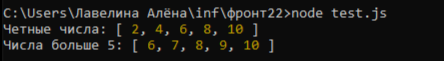 C:\Users\Лавелина Алёна\inf\фронт22>node test.js
Четные числа: [ 2, 4, 6, 8, 10 ]
Числа больше 5: [ 6, 7, 8, 9, 10 ]